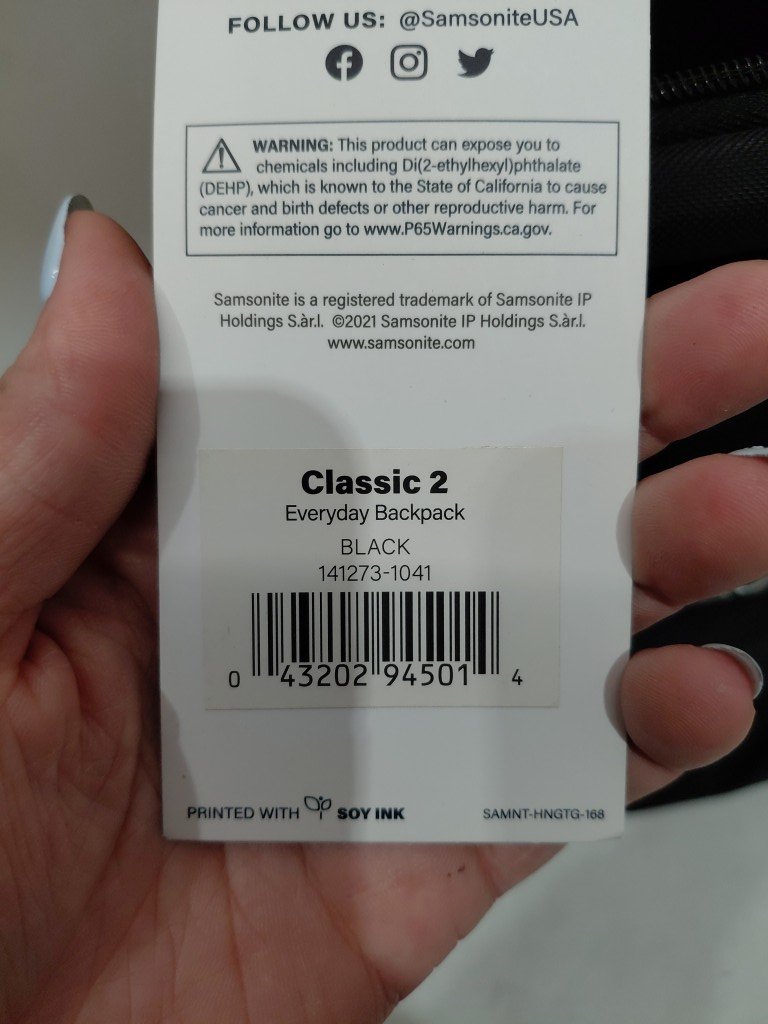 FOLLOW US: @SamsoniteUSA
WARNING: This product can expose you to
chemicals including Di(2-ethylhexyl)phthalate
(DEHP), which is known to the State of California to cause
cancer and birth defects or other reproductive harm. For
more information go to www.P65Warnings.ca.gov.
Samsonite is a registered trademark of Samsonite IP
Holdings S.àr.l. ©2021 Samsonite IP Holdings S.àr.l.
www.samsonite.com
Classic 2
Everyday Backpack
BLACK
141273-1041
0 43202 94501 4
PRINTED WITH SOY INK
SAMNT-HNGTG-168